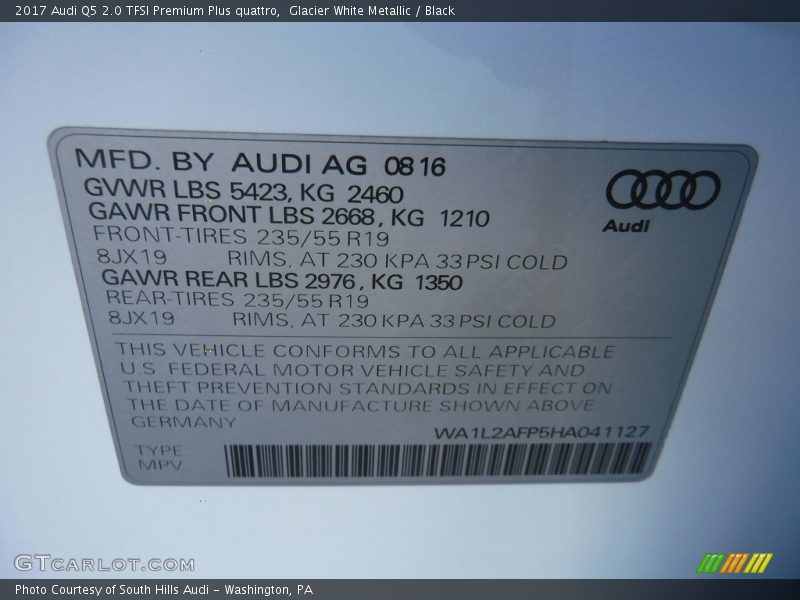 2017 Audi Q5 2.0 TFSI Premium Plus quattro,  Glacier White Metallic / Black
MFD. BY AUDI AG 08 16
GVWR LBS 5423, KG 2460
GAWR FRONT LBS 2668, KG 1210
FRONT-TIRES 235/55 R19
8JX19 RIMS, AT 230 KPA 33 PSI COLD
GAWR REAR LBS 2976, KG 1350
REAR-TIRES 235/55 R19
8JX19 RIMS, AT 230 KPA 33 PSI COLD
Audi
THIS VEHICLE CONFORMS TO ALL APPLICABLE
U.S. FEDERAL MOTOR VEHICLE SAFETY AND
THEFT PREVENTION STANDARDS IN EFFECT ON
THE DATE OF MANUFACTURE SHOWN ABOVE
GERMANY
WA1L2AFP5HA041127
TYPE
MPV
GTCARLOT.COM
Photo Courtesy of South Hills Audi - Washington, PA